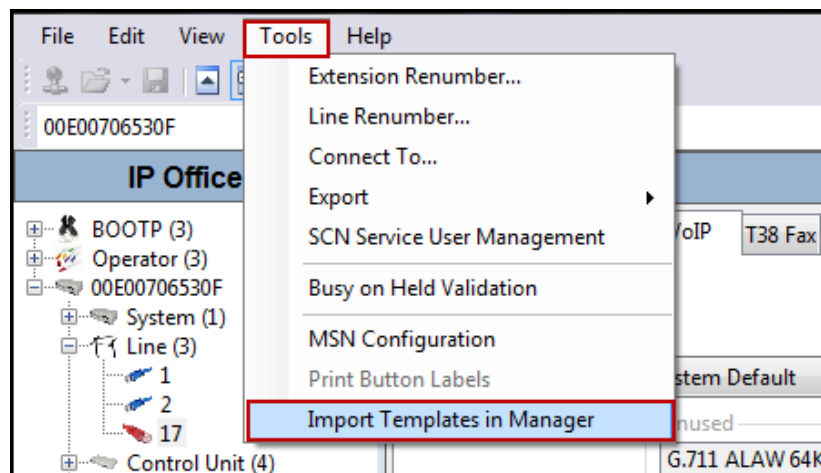 File Edit View Tools Help
Extension Renumber...
Line Renumber...
Connect To...
Export
SCN Service User Management
Busy on Held Validation
MSN Configuration
Print Button Labels
Import Templates in Manager
00E00706530F
IP Office
BOOTP (3)
Operator (3)
00E00706530F
System (1)
Line (3)
1
2
17
Control Unit (4)
VoIP T38 Fax
stem Default
nused
G.711 ALAW 64K